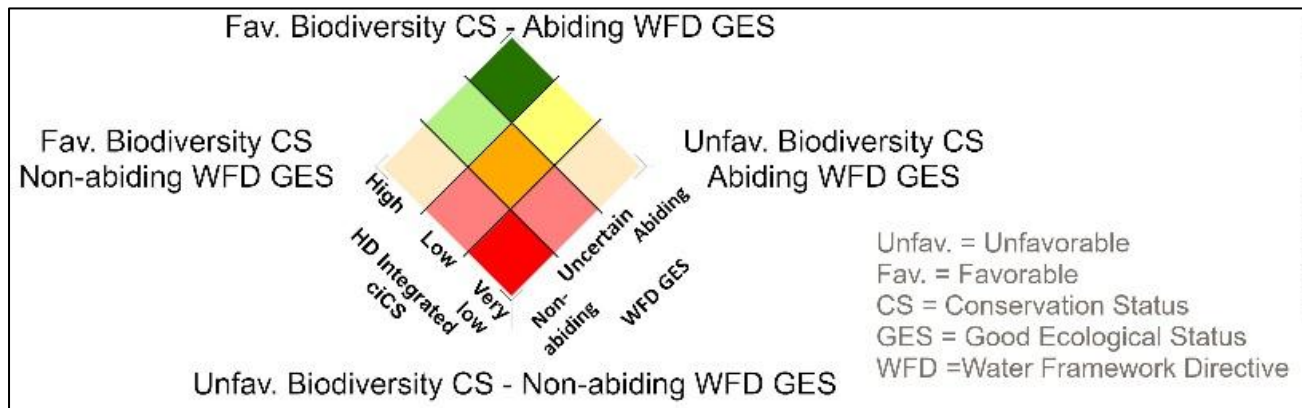 Fav. Biodiversity CS - Abiding WFD GES
Fav. Biodiversity CS
Non-abiding WFD GES
Unfav. Biodiversity CS
Abiding WFD GES
High
Low
Very
low
HD Integrated
ciCS
Non-
abiding
Uncertain
Abiding
WFD GES
Unfav. = Unfavorable
Fav. = Favorable
CS = Conservation Status
GES = Good Ecological Status
WFD =Water Framework Directive
Unfav. Biodiversity CS - Non-abiding WFD GES